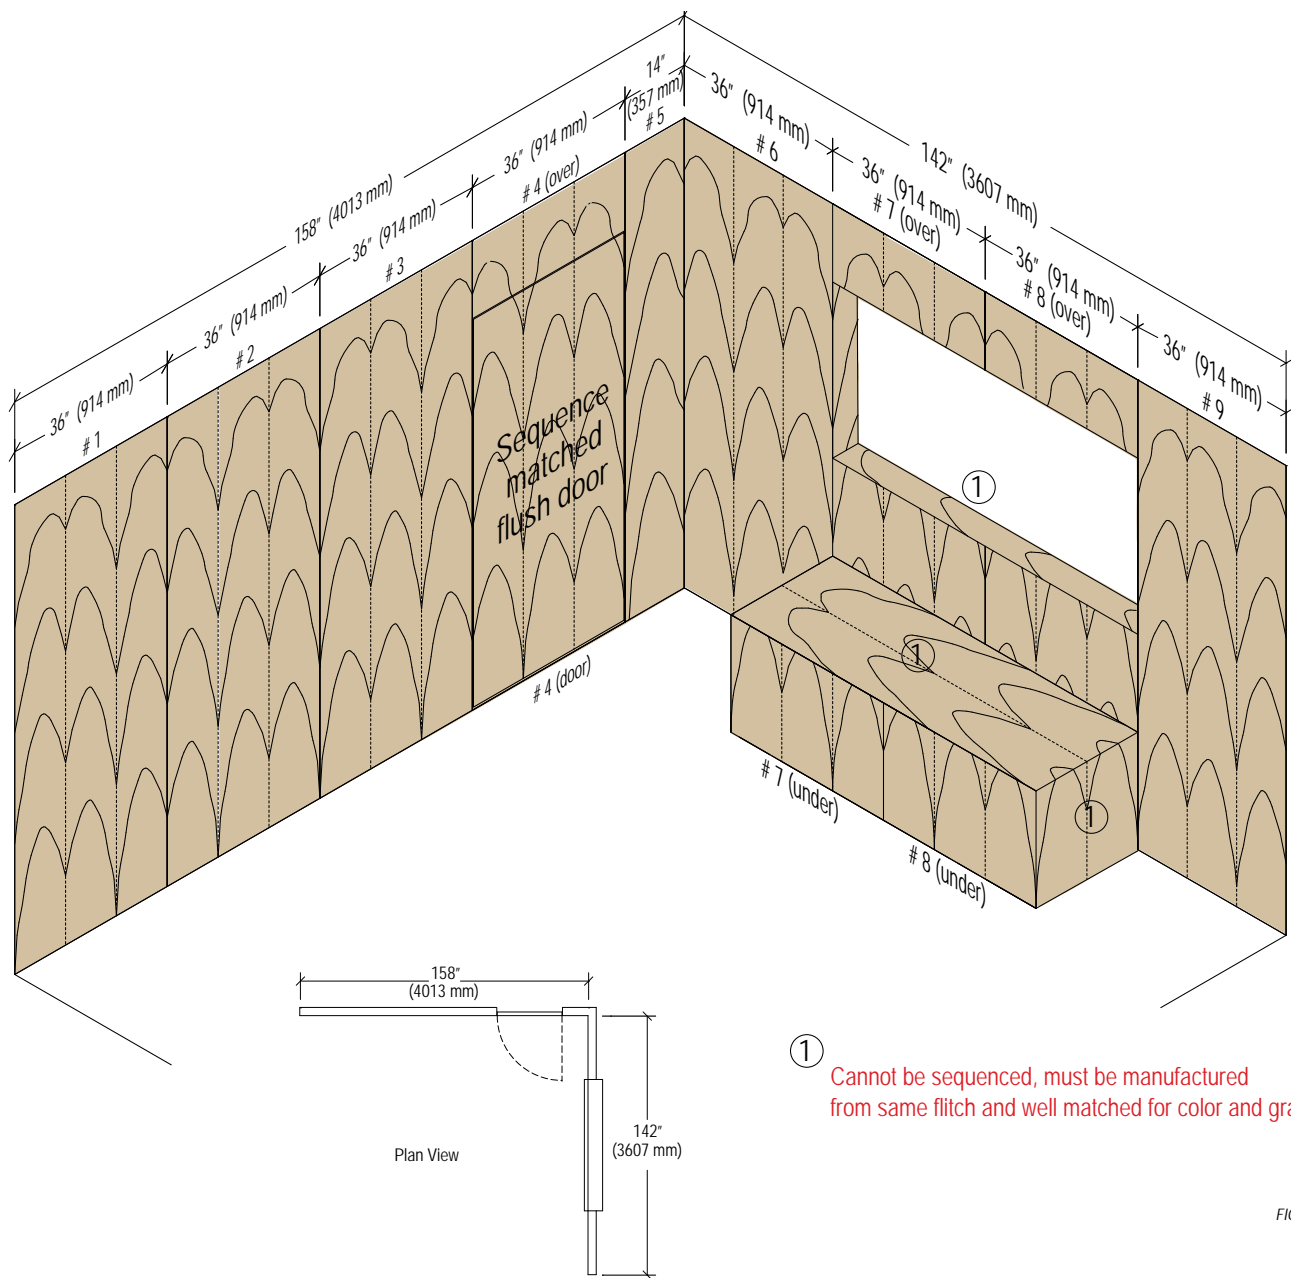 158" (4013 mm)
142" (3607 mm)
36" (914 mm)
# 1
36" (914 mm)
# 2
36" (914 mm)
# 3
36" (914 mm)
# 4 (over)
14"
(357 mm)
# 5
36" (914 mm)
# 6
36" (914 mm)
# 7 (over)
36" (914 mm)
# 8 (over)
36" (914 mm)
# 9
Sequence
matched
flush door
# 4 (door)
1
1
1
# 7 (under)
# 8 (under)
158"
(4013 mm)
142"
(3607 mm)
Plan View
1
Cannot be sequenced, must be manufactured
from same flitch and well matched for color and